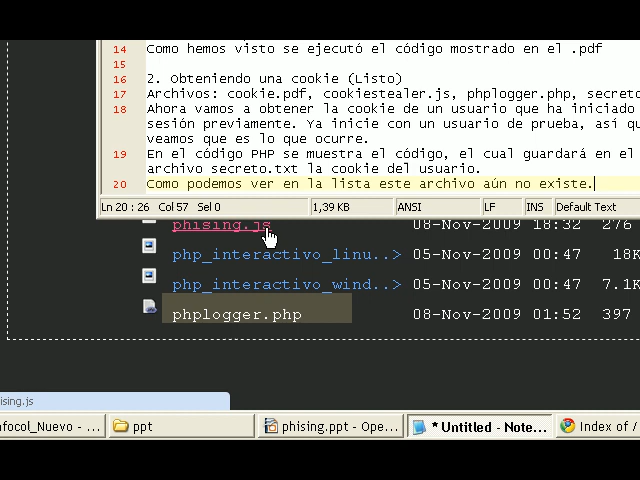 14 Como hemos visto se ejecutó el código mostrado en el .pdf
15
16 2. Obteniendo una cookie (Listo)
17 Archivos: cookie.pdf, cookiestealer.js, phplogger.php, secreto
18 Ahora vamos a obtener la cookie de un usuario que ha iniciado
sesión previamente. Ya inicie con un usuario de prueba, así qu
veamos que es lo que ocurre.
19 En el código PHP se muestra el código, el cual guardará en el
archivo secreto.txt la cookie del usuario.
20 Como podemos ver en la lista este archivo aún no existe.
Ln 20 : 26 Col 57 Sel 0 1,39 KB ANSI LF INS Default Text
phising.js 08-Nov-2009 18:32 276
php_interactivo_linu..> 05-Nov-2009 00:47 18K
php_interactivo_wind..> 05-Nov-2009 00:47 7.1K
phplogger.php 08-Nov-2009 01:52 397
ising.js
nfocol_Nuevo - ... ppt phising.ppt - Ope... * Untitled - Note... Index of /